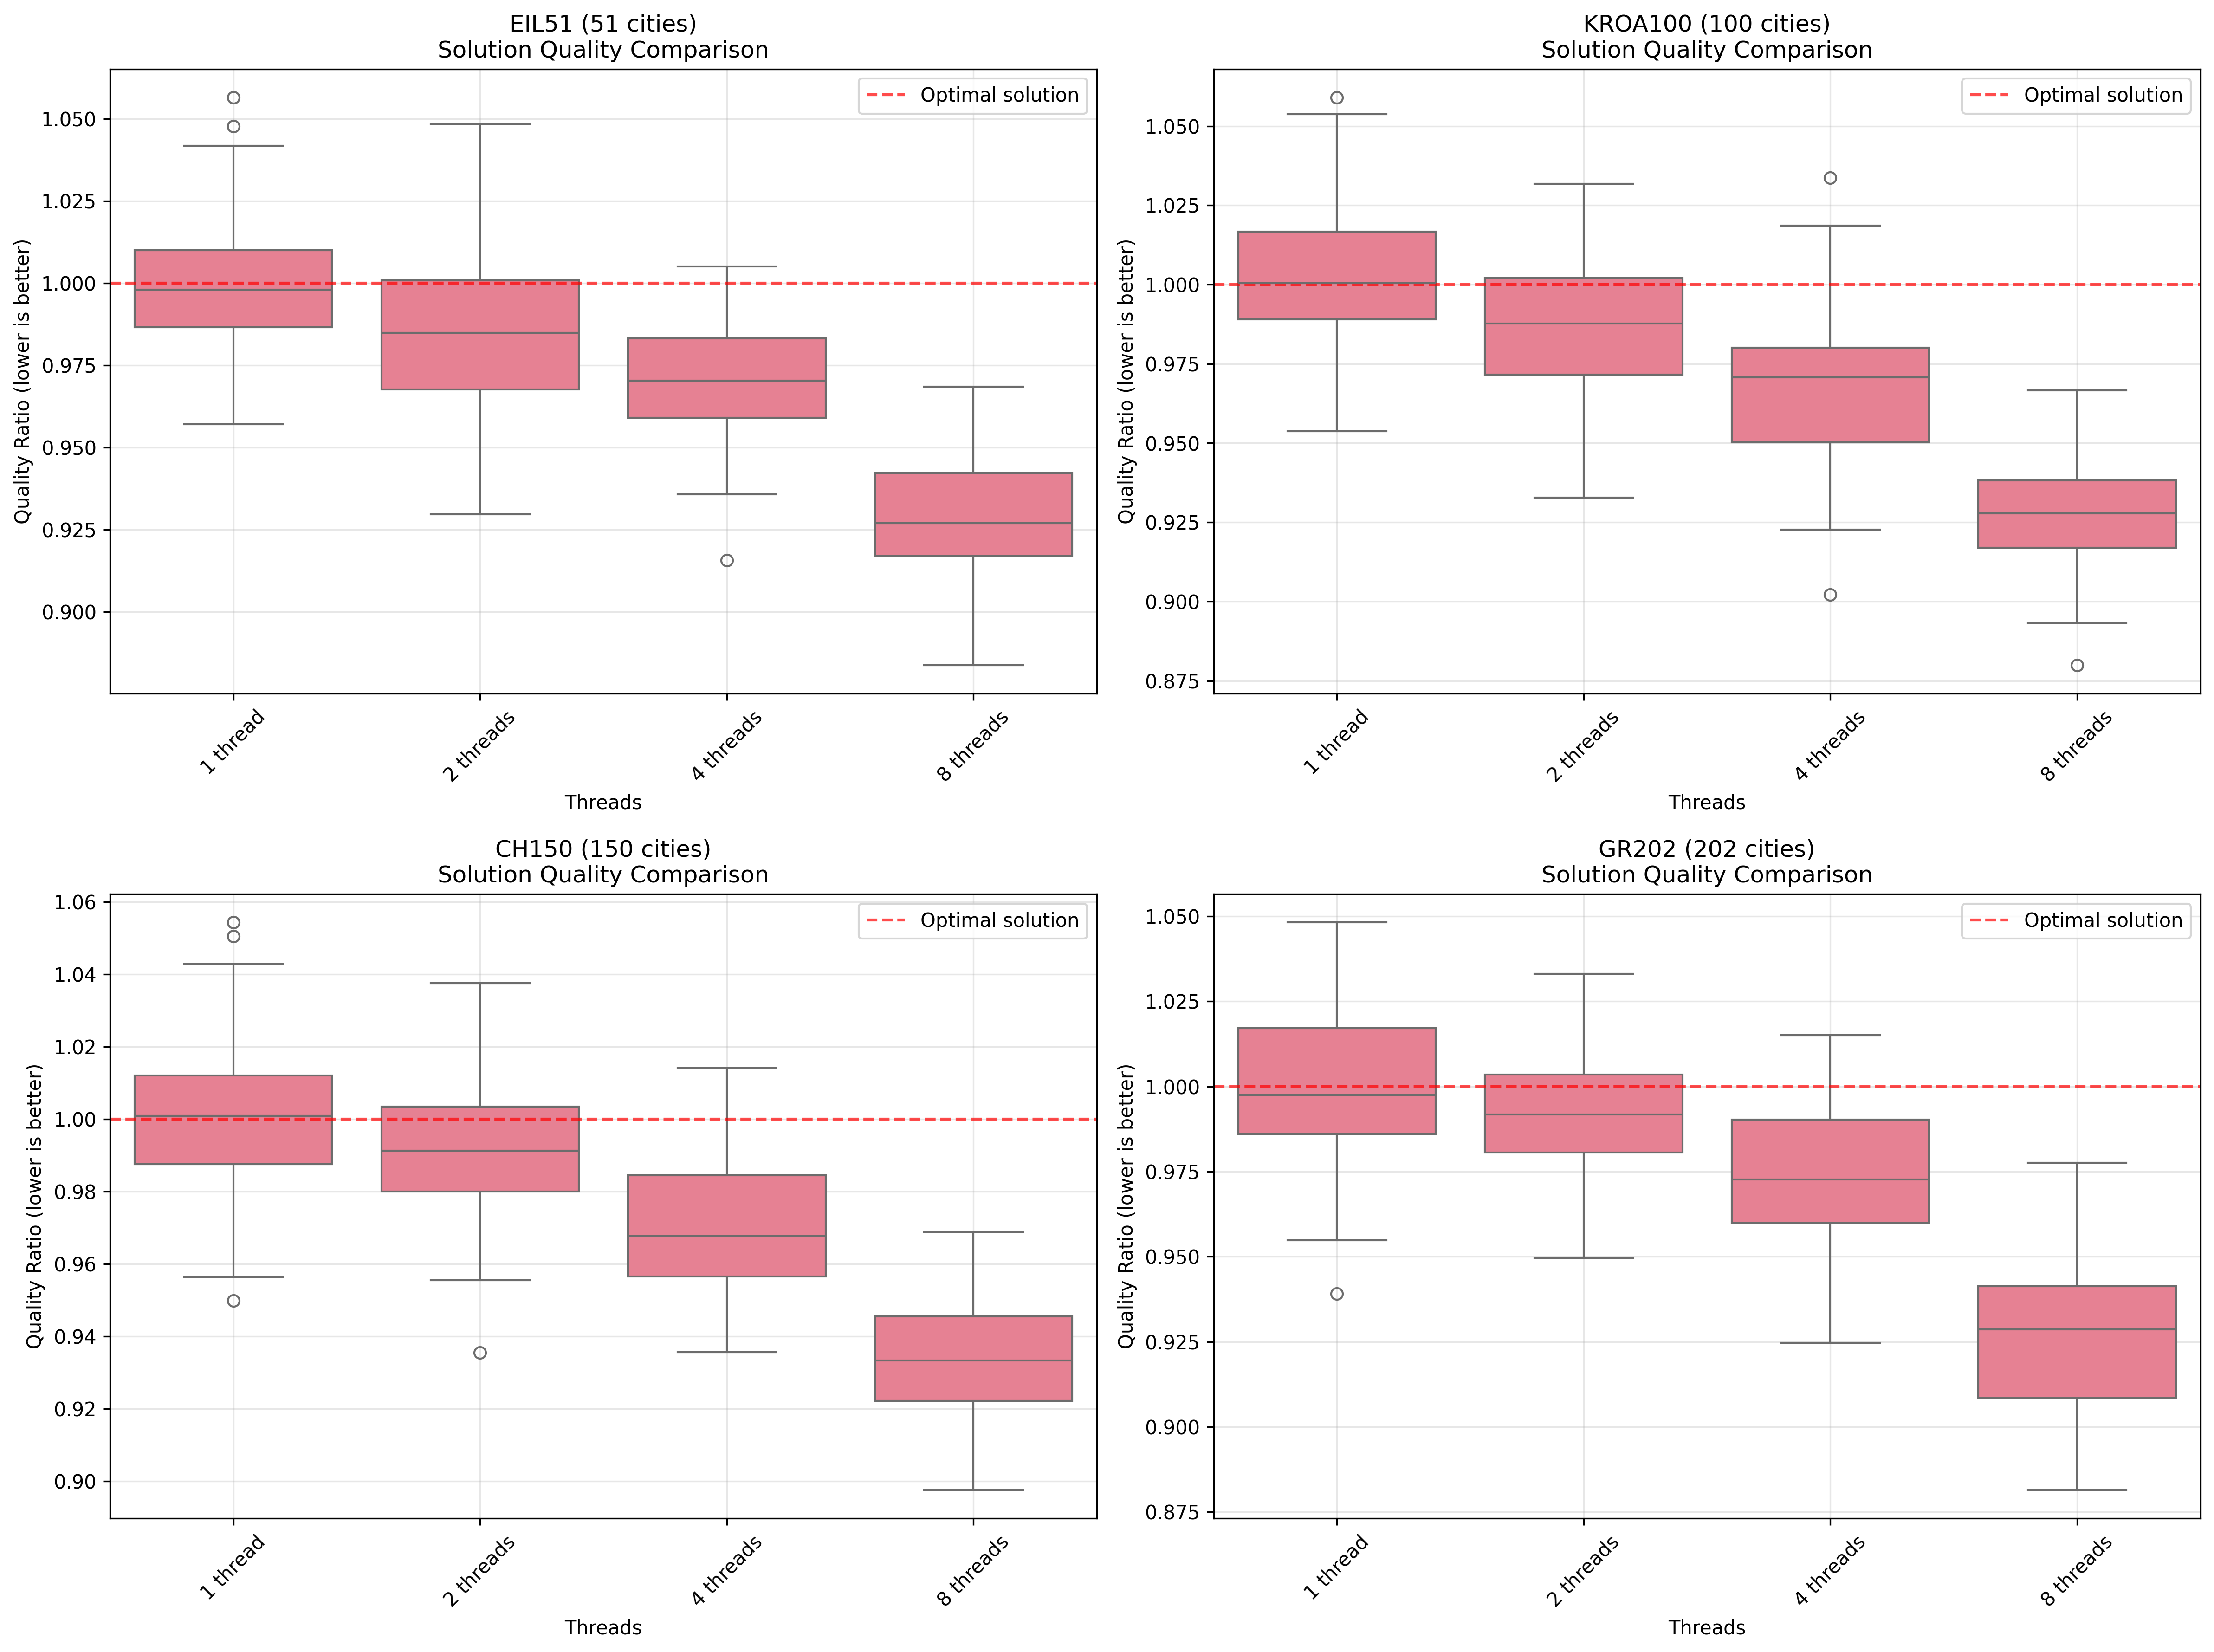 EIL51 (51 cities)
Solution Quality Comparison
Optimal solution
Quality Ratio (lower is better)
1.050
1.025
1.000
0.975
0.950
0.925
0.900
1 thread
2 threads
4 threads
8 threads
Threads
KROA100 (100 cities)
Solution Quality Comparison
Optimal solution
Quality Ratio (lower is better)
1.050
1.025
1.000
0.975
0.950
0.925
0.900
0.875
1 thread
2 threads
4 threads
8 threads
Threads
CH150 (150 cities)
Solution Quality Comparison
Optimal solution
Quality Ratio (lower is better)
1.06
1.04
1.02
1.00
0.98
0.96
0.94
0.92
0.90
1 thread
2 threads
4 threads
8 threads
Threads
GR202 (202 cities)
Solution Quality Comparison
Optimal solution
Quality Ratio (lower is better)
1.050
1.025
1.000
0.975
0.950
0.925
0.900
0.875
1 thread
2 threads
4 threads
8 threads
Threads